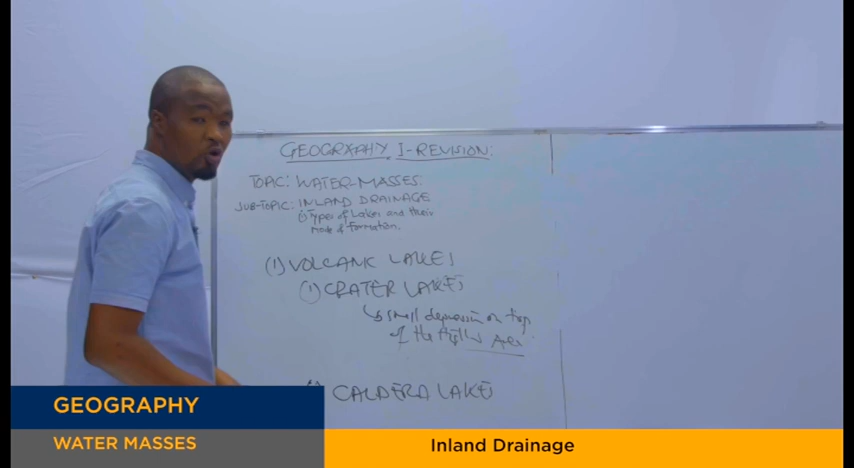 GEOGRAPHY I-REVISION:
TOPIC: WATER-MASSES.
SUB-TOPIC: INLAND DRAINAGE
(i) Types of Lakes and their
mode of formation.
(1) VOLCANIC LAKES
(i) CRATER LAKES
small depression on top
of the
CALDERA LAKE
GEOGRAPHY
WATER MASSES
Inland Drainage